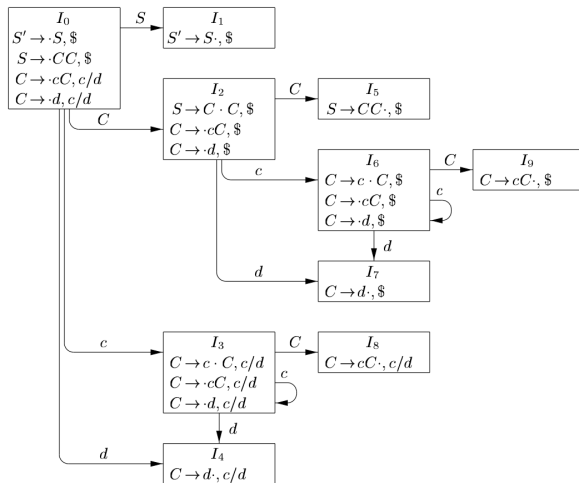 I₀
S' → ·S, $
S → ·CC, $
C → ·cC, c/d
C → ·d, c/d
S
I₁
S' → S·, $
C
I₂
S → C · C, $
C → ·cC, $
C → ·d, $
C
I₅
S → CC·, $
c
I₆
C → c · C, $
C → ·cC, $
C → ·d, $
C
I₉
C → cC·, $
c
d
d
I₇
C → d·, $
c
I₃
C → c · C, c/d
C → ·cC, c/d
C → ·d, c/d
C
I₈
C → cC·, c/d
c
d
d
I₄
C → d·, c/d